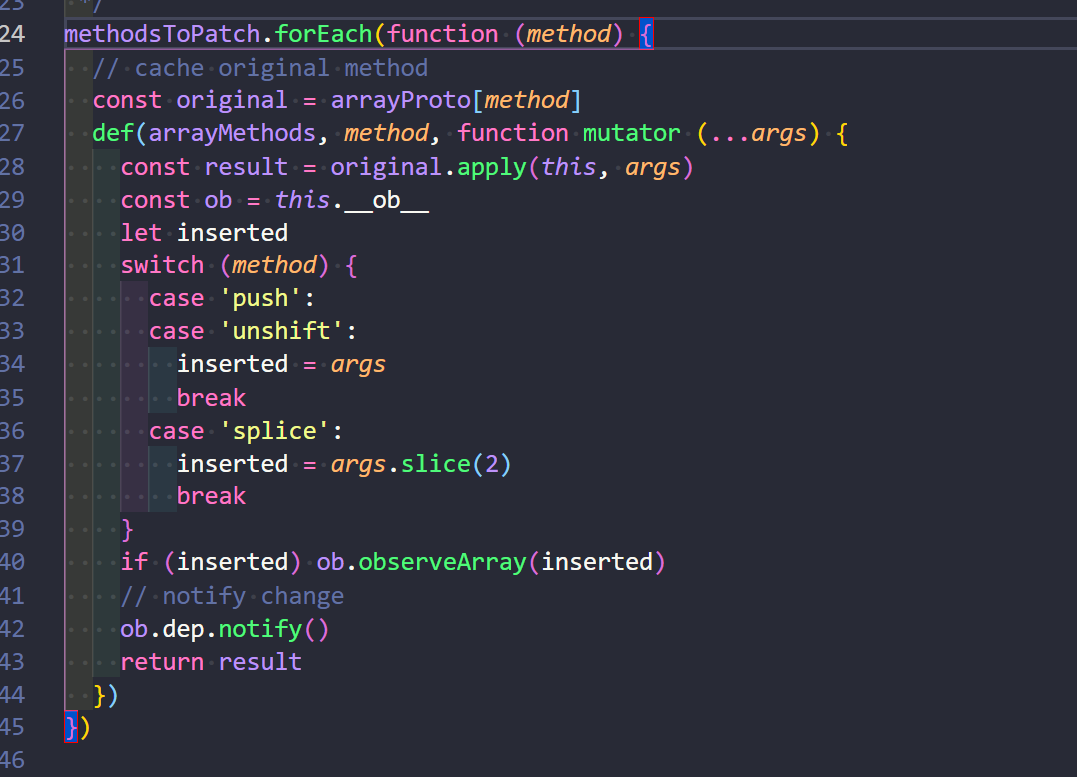 23 */
24 methodsToPatch.forEach(function (method) {
25   // cache original method
26   const original = arrayProto[method]
27   def(arrayMethods, method, function mutator (...args) {
28     const result = original.apply(this, args)
29     const ob = this.__ob__
30     let inserted
31     switch (method) {
32       case 'push':
33       case 'unshift':
34         inserted = args
35         break
36       case 'splice':
37         inserted = args.slice(2)
38         break
39     }
40     if (inserted) ob.observeArray(inserted)
41     // notify change
42     ob.dep.notify()
43     return result
44   })
45 })
46